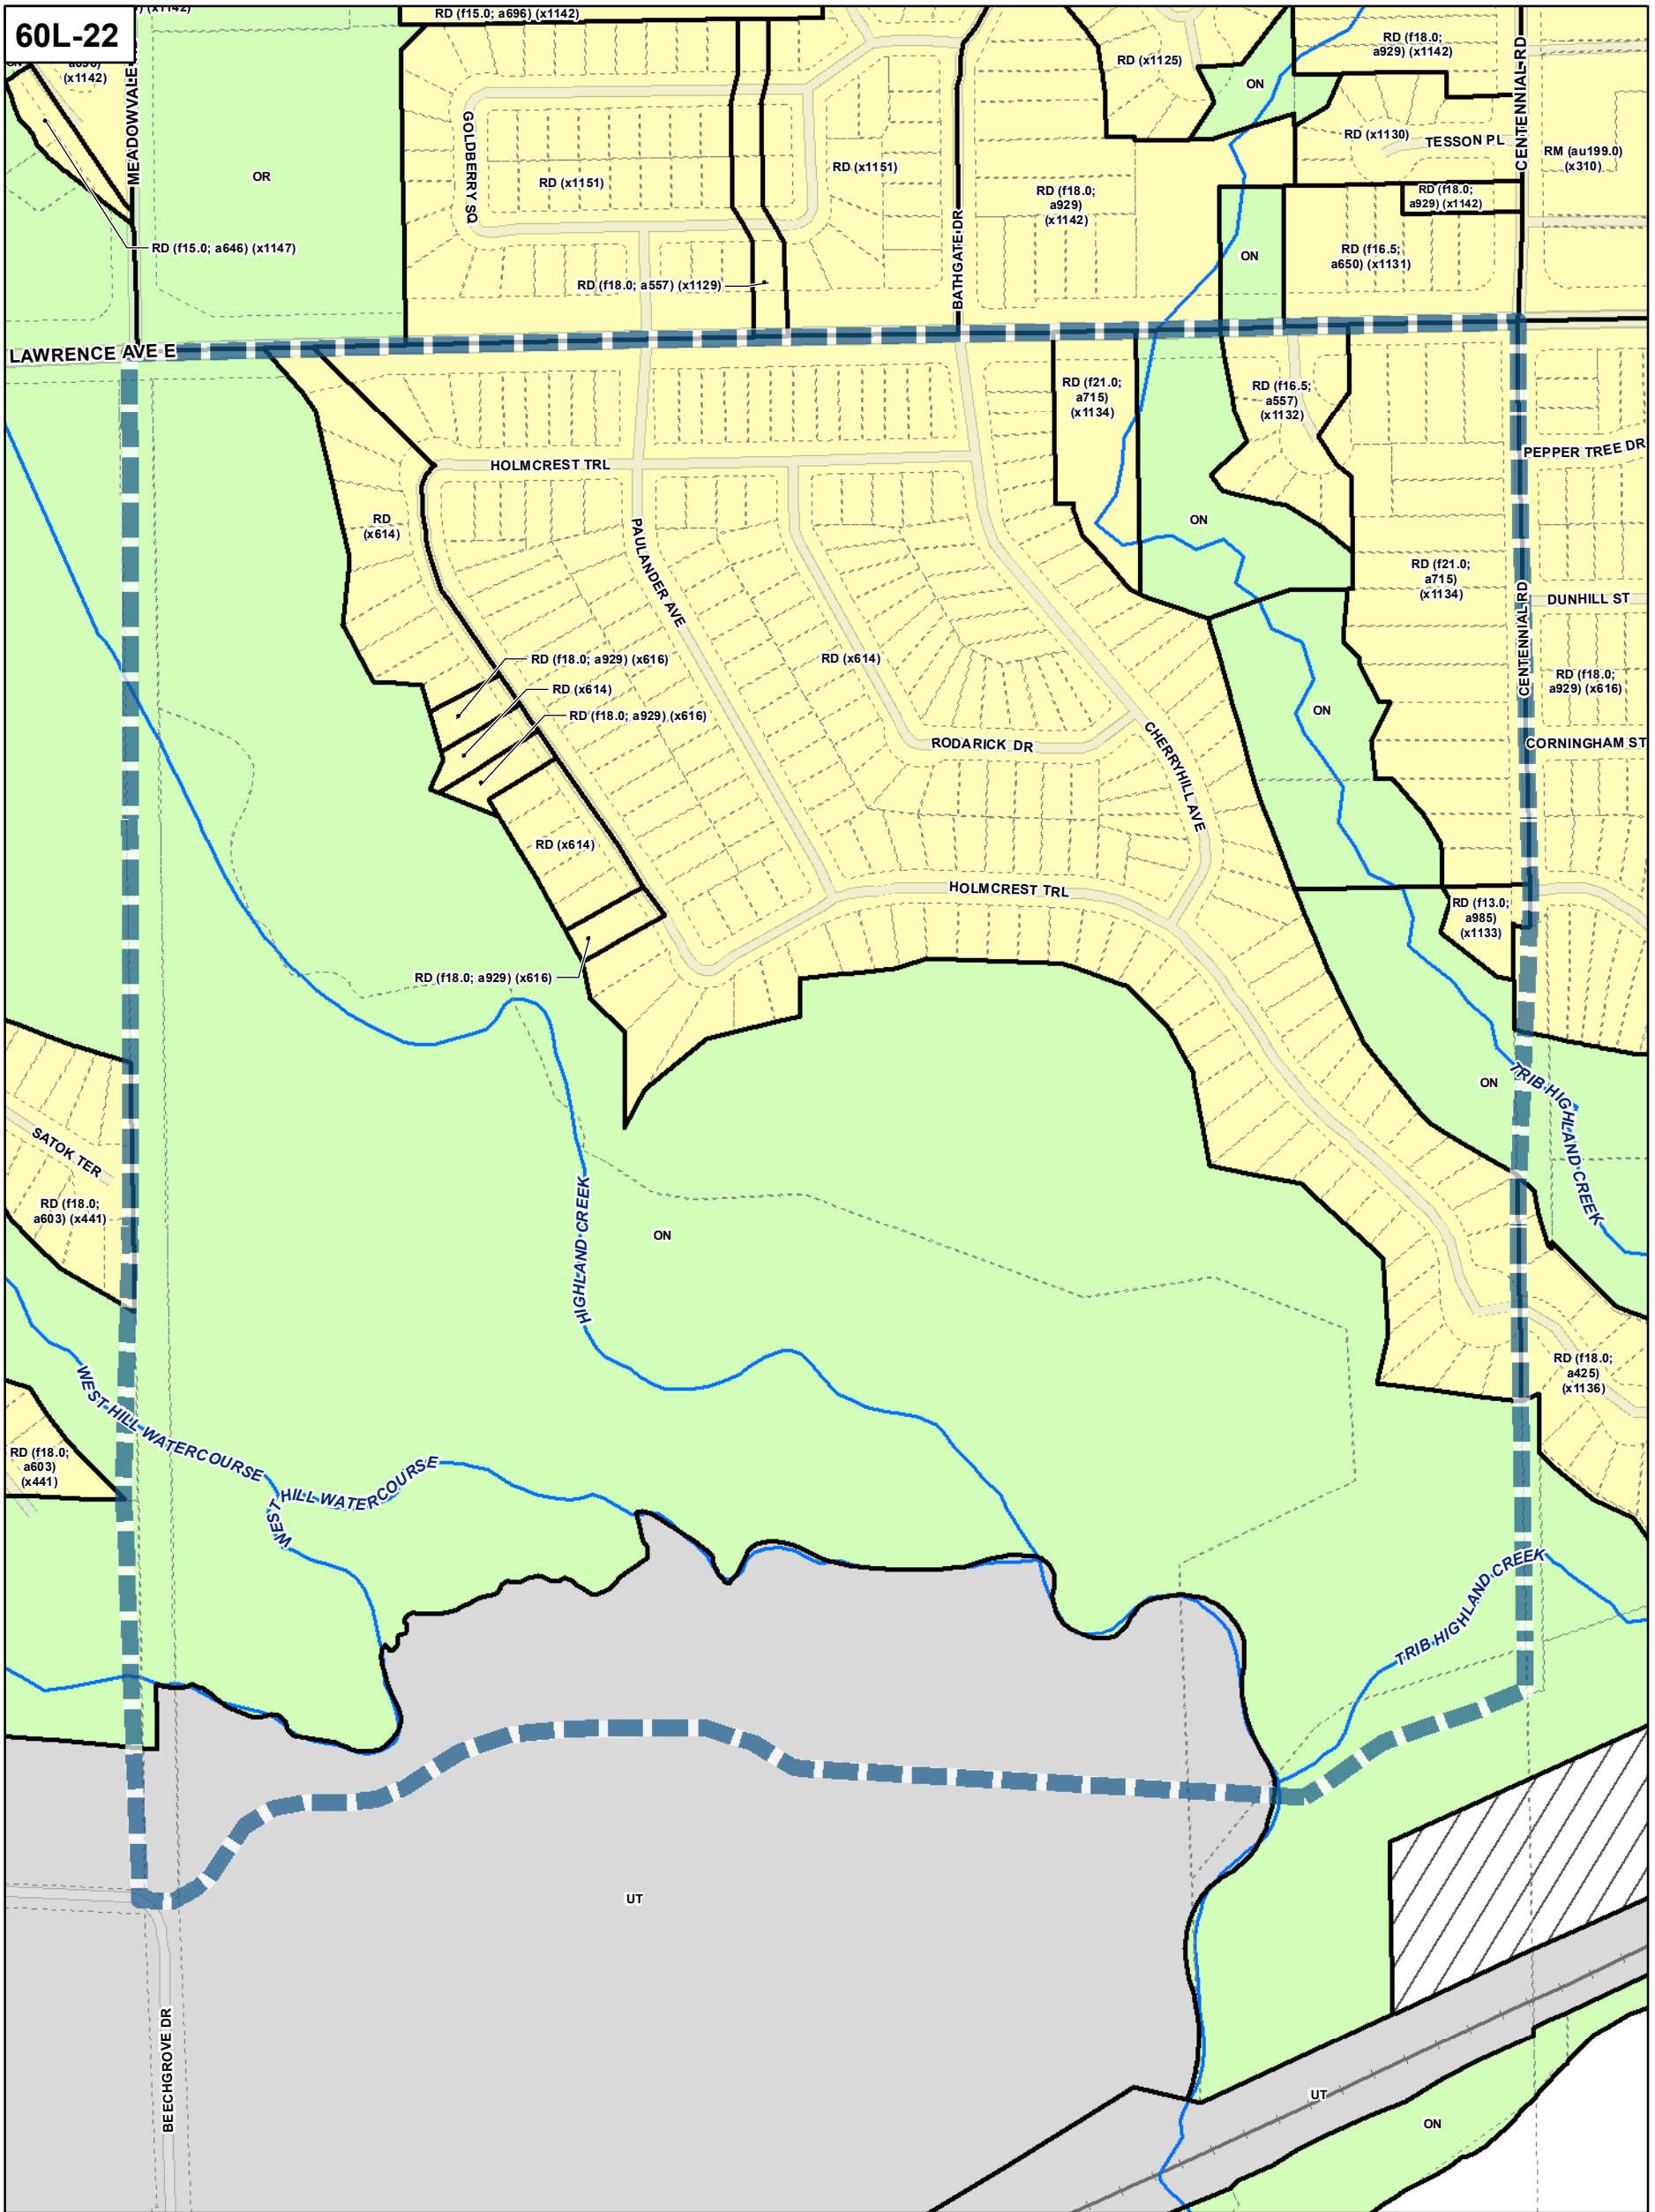 60L-22
(x1142)
RD (f15.0; a696) (x1142)
(x1142)
MEADOWVALE
OR
RD (f15.0; a646) (x1147)
GOLDBERRY SQ
RD (x1151)
RD (x1151)
RD (f18.0; a557) (x1129)
BATHGATE DR
RD (x1125)
ON
RD (f18.0;
a929) (x1142)
CENTENNIAL RD
RD (x1130)
TESSON PL
RM (au199.0)
(x310)
RD (f18.0;
a929)
(x1142)
RD (f18.0;
a929) (x1142)
ON
RD (f16.5;
a650) (x1131)
LAWRENCE AVE E
RD (f21.0;
a715)
(x1134)
RD (f16.5;
a557)
(x1132)
PEPPER TREE DR
HOLMCREST TRL
RD
(x614)
PAULANDER AVE
ON
RD (f21.0;
a715)
(x1134)
DUNHILL ST
CENTENNIAL RD
RD (f18.0; a929) (x616)
RD (x614)
RD (f18.0; a929) (x616)
RD (x614)
RD (f18.0;
a929) (x616)
ON
RODARICK DR
CHERRYHILL AVE
CORNINGHAM ST
RD (x614)
HOLMCREST TRL
RD (f13.0;
a985)
(x1133)
RD (f18.0; a929) (x616)
ON
TRIB HIGHLAND CREEK
SATOK TER
RD (f18.0;
a603) (x441)
HIGHLAND CREEK
ON
WEST HILL WATERCOURSE
RD (f18.0;
a425)
(x1136)
RD (f18.0;
a603)
(x441)
WEST HILL WATERCOURSE
TRIB HIGHLAND CREEK
UT
BEECHGROVE DR
UT
ON